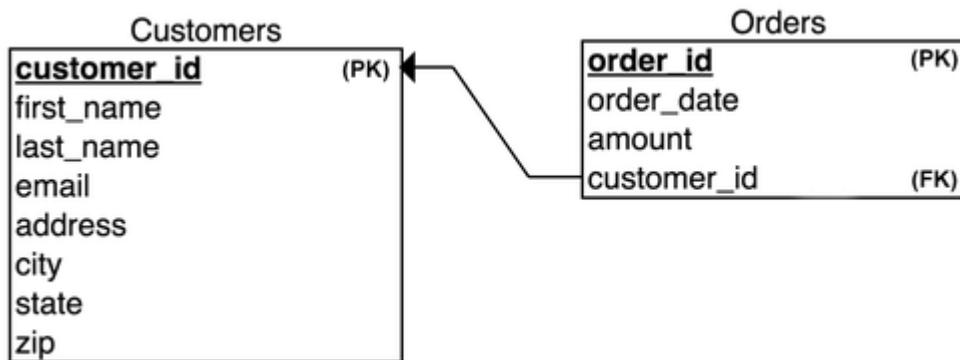 Customers
customer_id (PK)
first_name
last_name
email
address
city
state
zip
Orders
order_id (PK)
order_date
amount
customer_id (FK)